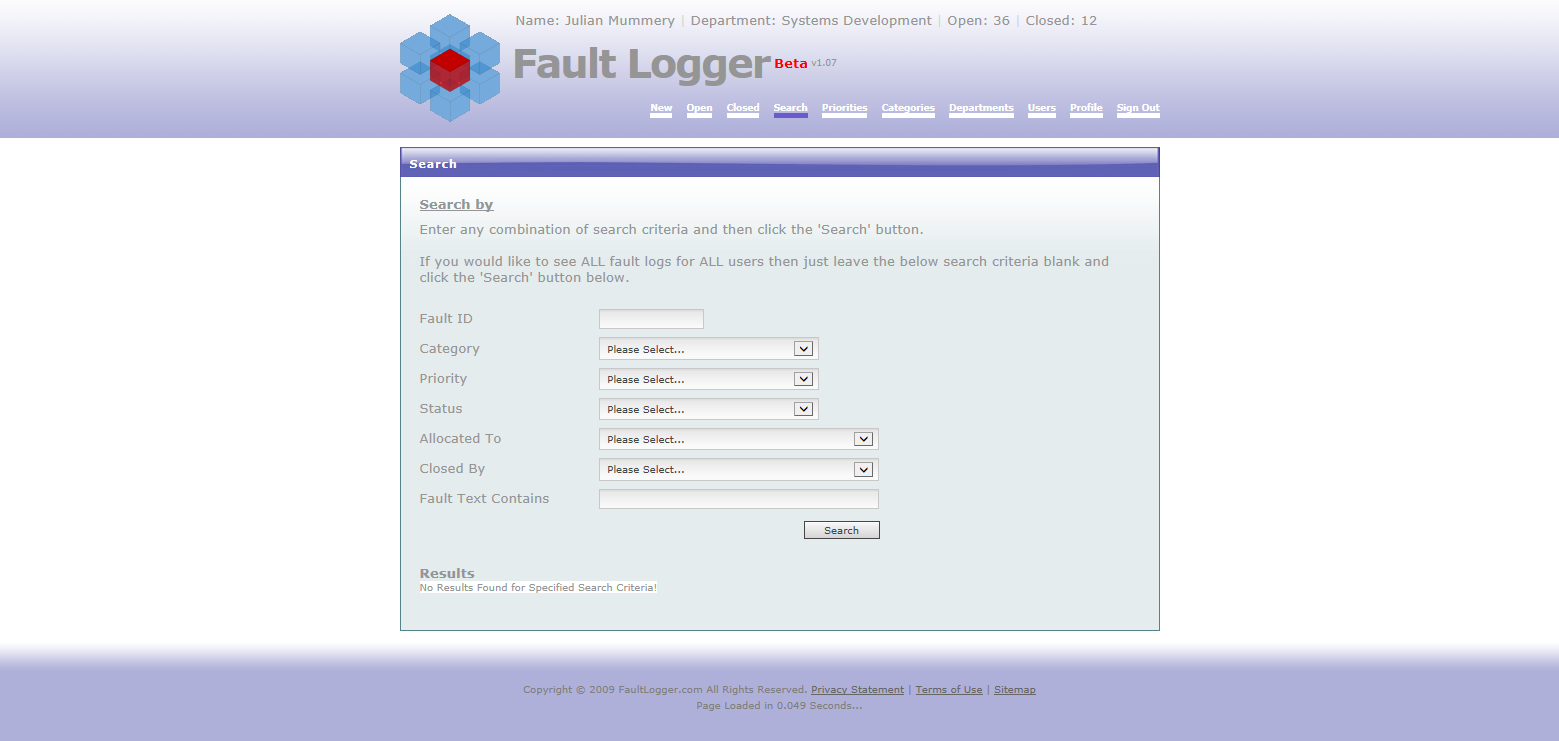 Name: Julian Mummery | Department: Systems Development | Open: 36 | Closed: 12
Fault Logger Beta v1.07
New Open Closed Search Priorities Categories Departments Users Profile Sign Out
Search
Search by
Enter any combination of search criteria and then click the 'Search' button.
If you would like to see ALL fault logs for ALL users then just leave the below search criteria blank and
click the 'Search' button below.
Fault ID
Category Please Select...
Priority Please Select...
Status Please Select...
Allocated To Please Select...
Closed By Please Select...
Fault Text Contains
Search
Results
No Results Found for Specified Search Criteria!
Copyright © 2009 FaultLogger.com All Rights Reserved. Privacy Statement | Terms of Use | Sitemap
Page Loaded in 0.049 Seconds...